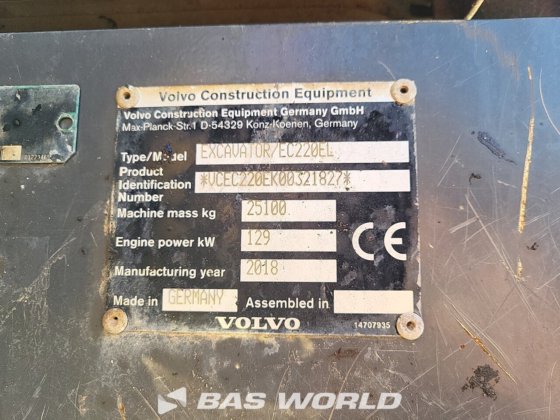 Volvo Construction Equipment
Volvo Construction Equipment Germany GmbH
Max-Planck-Str.1 D-54329 Konz-Koenen, Germany
Type/Model EXCAVATOR/EC220EL
Product Identification Number *VCEC220EK00321827*
Machine mass kg 25100
Engine power kW 129
Manufacturing year 2018
CE
Made in GERMANY Assembled in
VOLVO 14707935
BAS WORLD